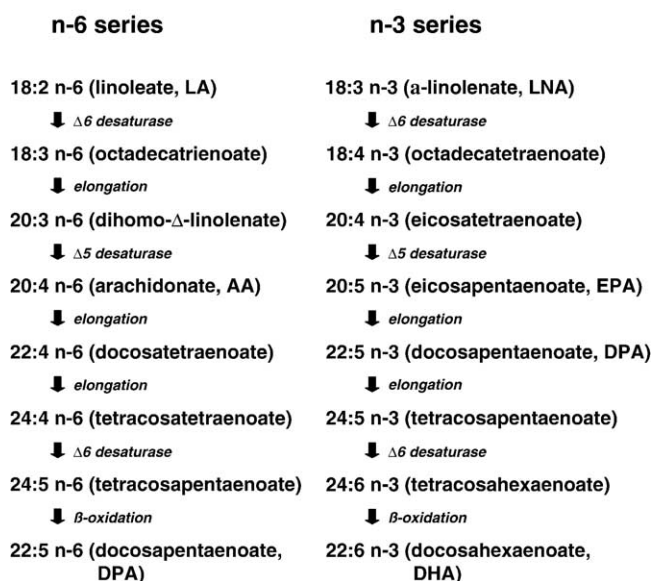 n-6 series
18:2 n-6 (linoleate, LA)
Δ6 desaturase
18:3 n-6 (octadecatrienoate)
elongation
20:3 n-6 (dihomo-Δ-linolenate)
Δ5 desaturase
20:4 n-6 (arachidonate, AA)
elongation
22:4 n-6 (docosatetraenoate)
elongation
24:4 n-6 (tetracosatetraenoate)
Δ6 desaturase
24:5 n-6 (tetracosapentaenoate)
ß-oxidation
22:5 n-6 (docosapentaenoate,
DPA)
n-3 series
18:3 n-3 (a-linolenate, LNA)
Δ6 desaturase
18:4 n-3 (octadecatetraenoate)
elongation
20:4 n-3 (eicosatetraenoate)
Δ5 desaturase
20:5 n-3 (eicosapentaenoate, EPA)
elongation
22:5 n-3 (docosapentaenoate, DPA)
elongation
24:5 n-3 (tetracosapentaenoate)
Δ6 desaturase
24:6 n-3 (tetracosahexaenoate)
ß-oxidation
22:6 n-3 (docosahexaenoate,
DHA)